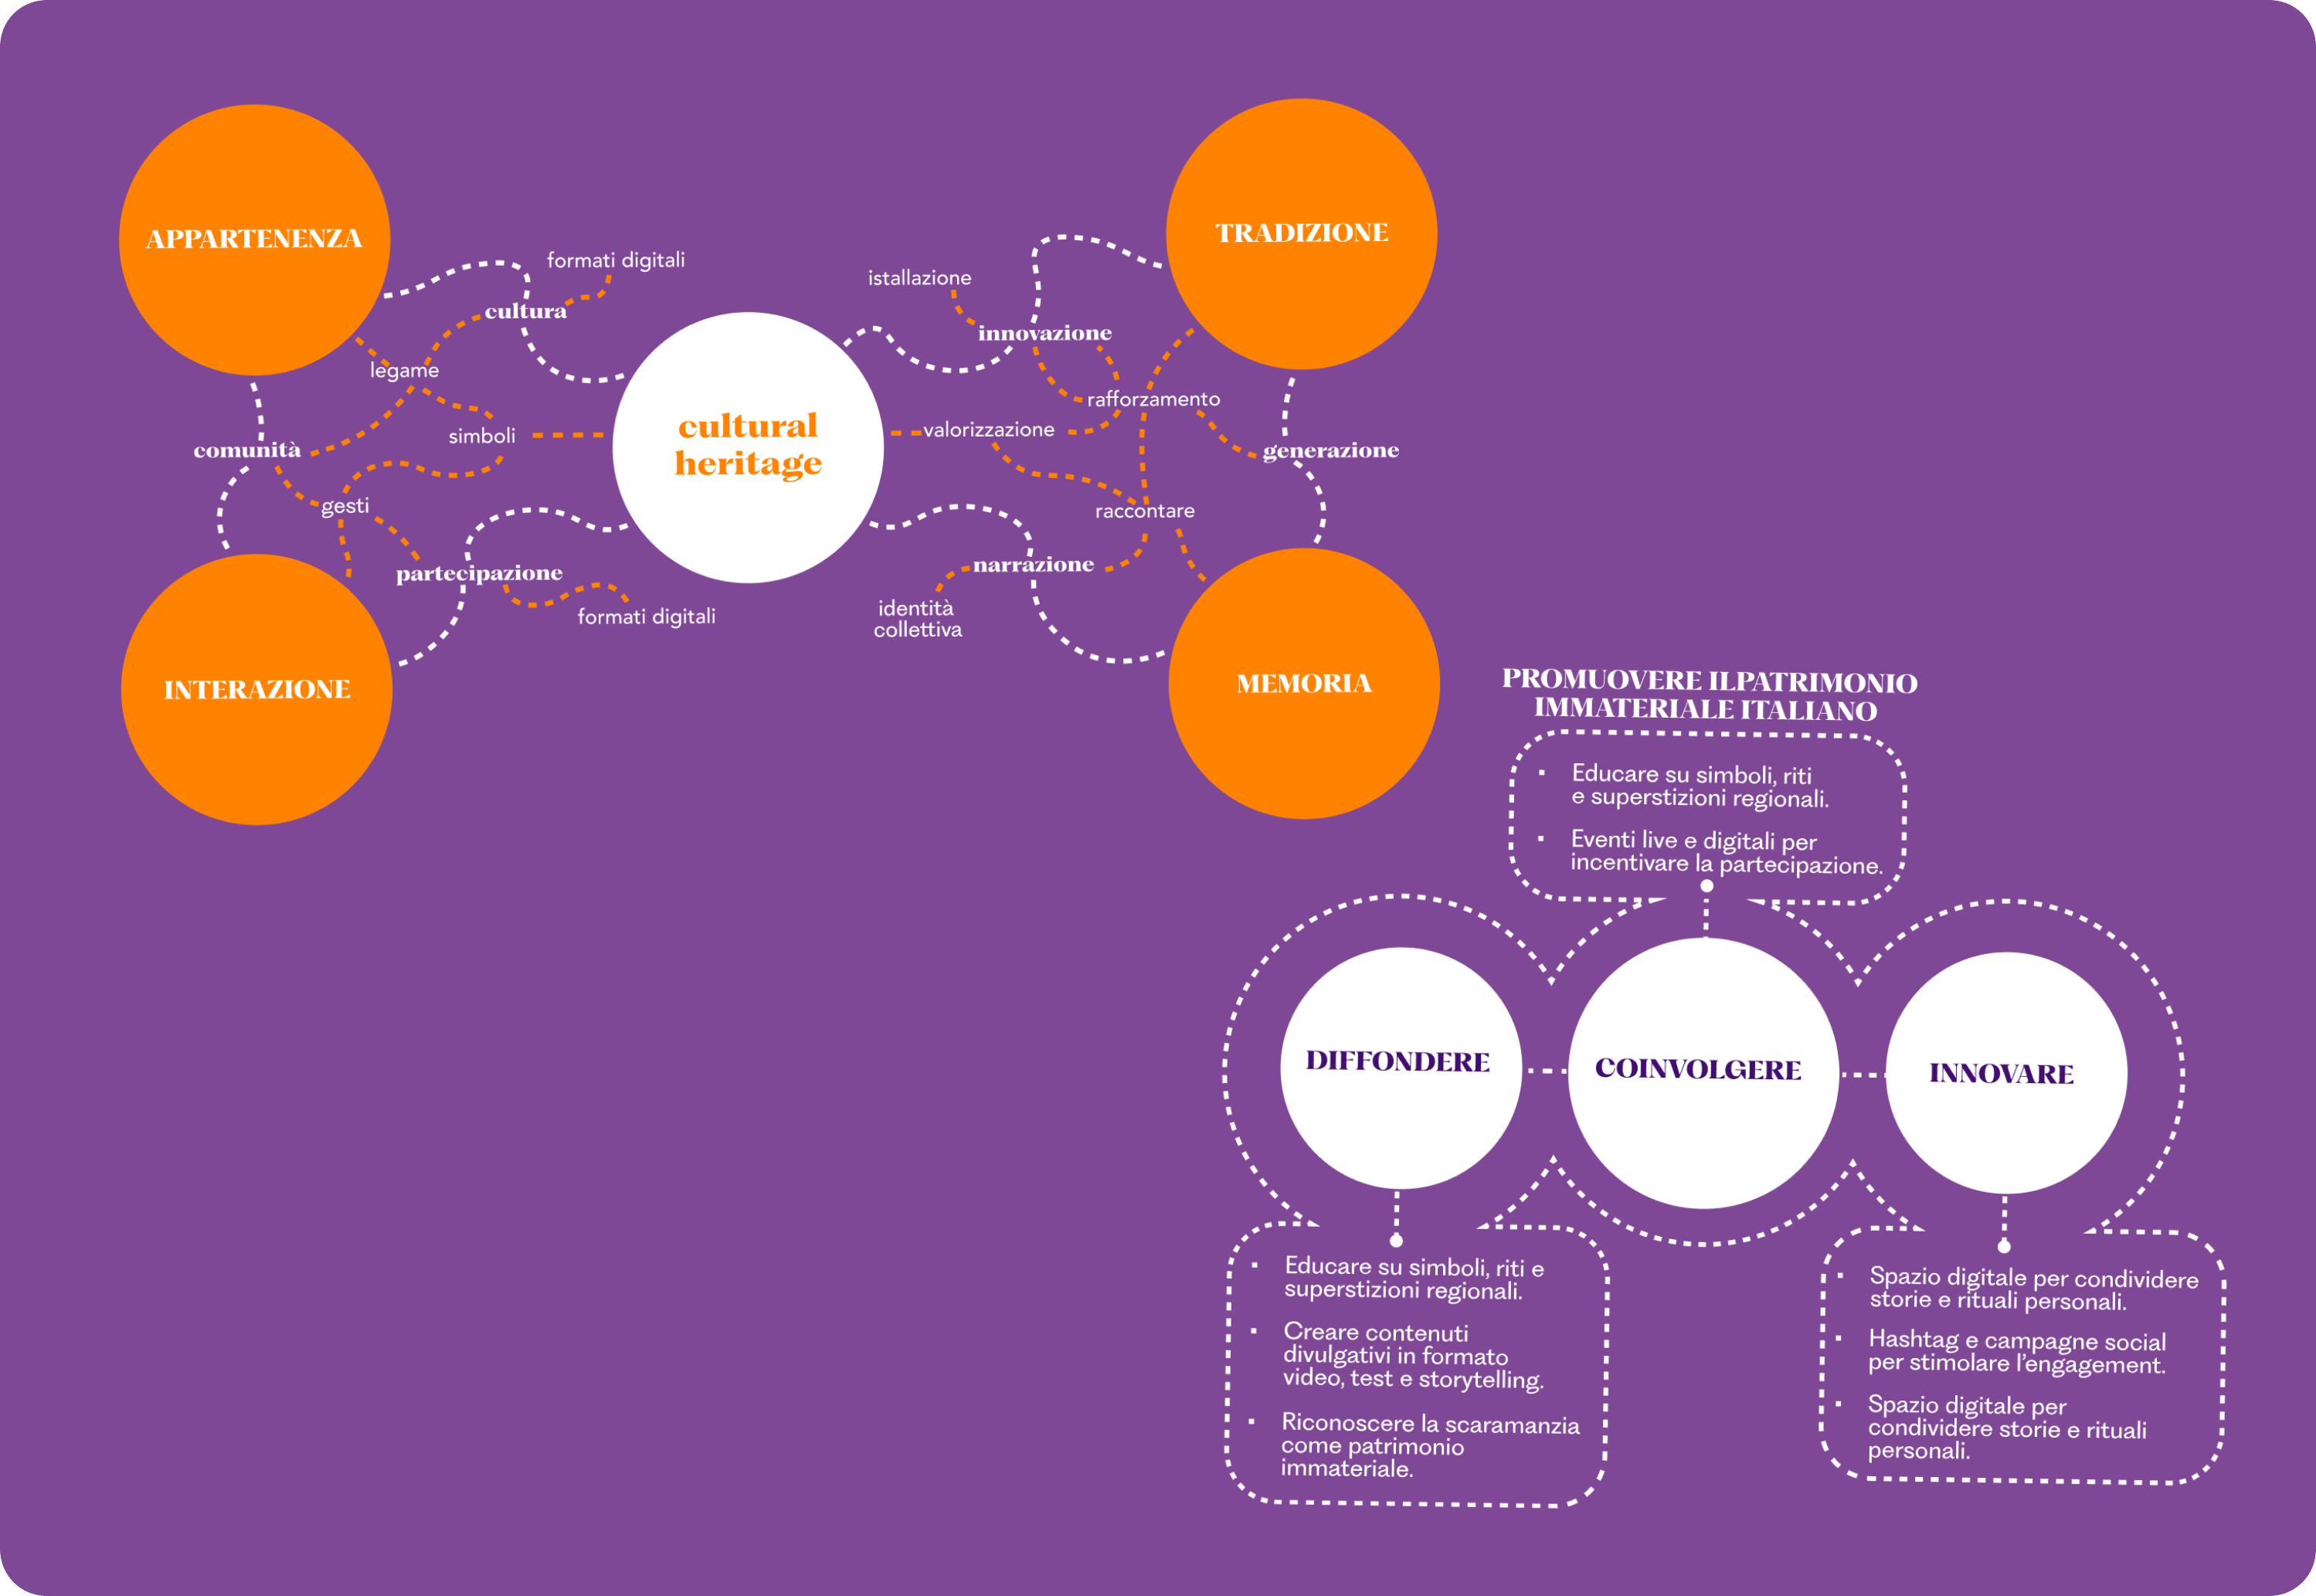 APPARTENENZA
TRADIZIONE
formati digitali
istallazione
cultura
innovazione
legame
rafforzamento
cultural
heritage
simboli
valorizzazione
comunità
generazione
gesti
raccontare
partecipazione
narrazione
formati digitali
identità
collettiva
INTERAZIONE
MEMORIA
PROMUOVERE ILPATRIMONIO
IMMATERIALE ITALIANO
▪ Educare su simboli, riti
e superstizioni regionali.
▪ Eventi live e digitali per
incentivare la partecipazione.
DIFFONDERE
COINVOLGERE
INNOVARE
▪ Educare su simboli, riti e
superstizioni regionali.
▪ Creare contenuti
divulgativi in formato
video, test e storytelling.
▪ Riconoscere la scaramanzia
come patrimonio
immateriale.
▪ Spazio digitale per condividere
storie e rituali personali.
▪ Hashtag e campagne social
per stimolare l'engagement.
▪ Spazio digitale per
condividere storie e rituali
personali.